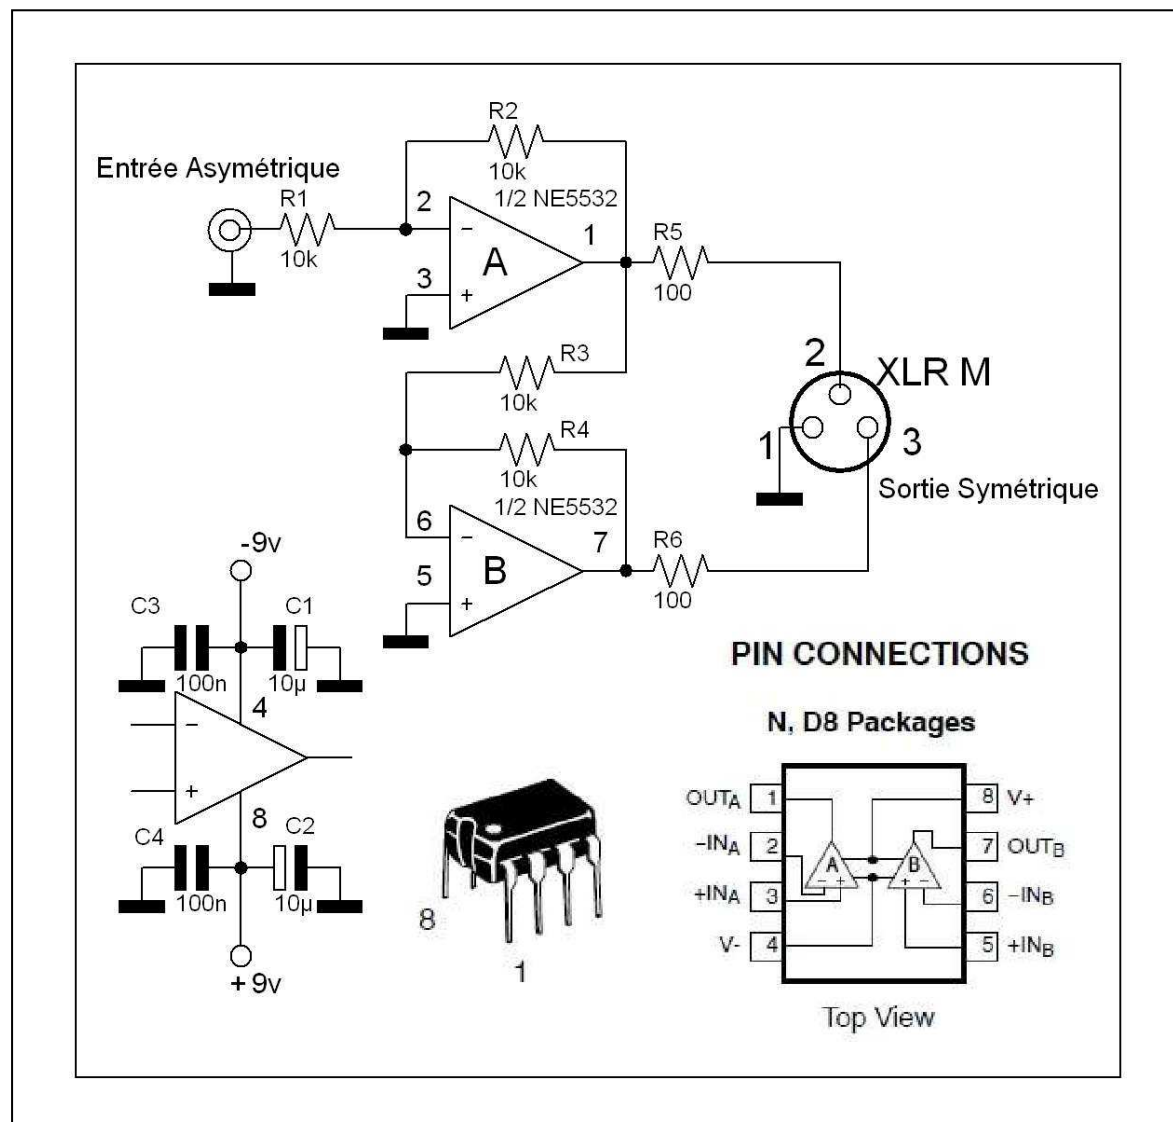 R2
10k
1/2 NE5532
Entrée Asymétrique
R1
10k
2
3
A
1
R5
100
R3
10k
R4
10k
1/2 NE5532
6
5
B
7
R6
100
2
XLR M
1
3
Sortie Symétrique
-9v
C3
100n
C1
10µ
4
8
C4
100n
C2
10µ
+9v
8
1
PIN CONNECTIONS
N, D8 Packages
OUTA 1
8 V+
–INA 2
7 OUTB
+INA 3
6 –INB
V- 4
5 +INB
A
B
Top View